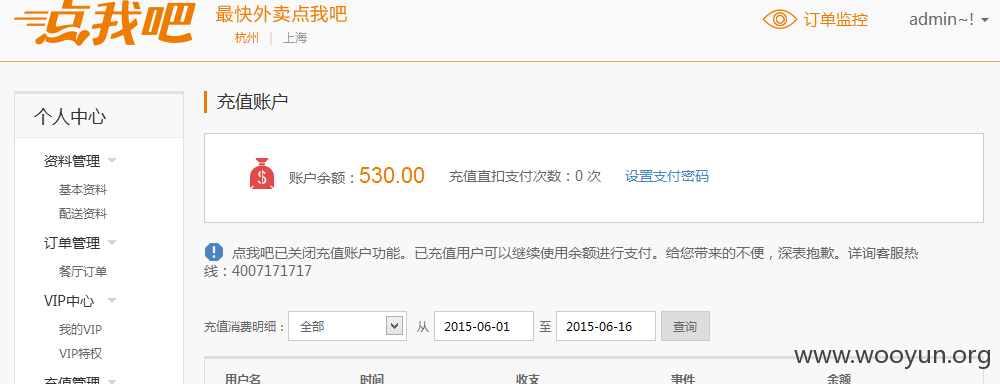 点我吧
最快外卖点我吧
杭州 | 上海
订单监控
admin~!
个人中心
资料管理
基本资料
配送资料
订单管理
餐厅订单
VIP中心
我的VIP
VIP特权
充值管理
充值账户
账户余额：530.00 充值直扣支付次数：0 次 设置支付密码
点我吧已关闭充值账户功能。已充值用户可以继续使用余额进行支付。给您带来的不便，深表抱歉。详询客服热
线：4007171717
充值消费明细： 全部 从 2015-06-01 至 2015-06-16 查询
用户名 时间 收支 事件 余额
www.wooyun.org